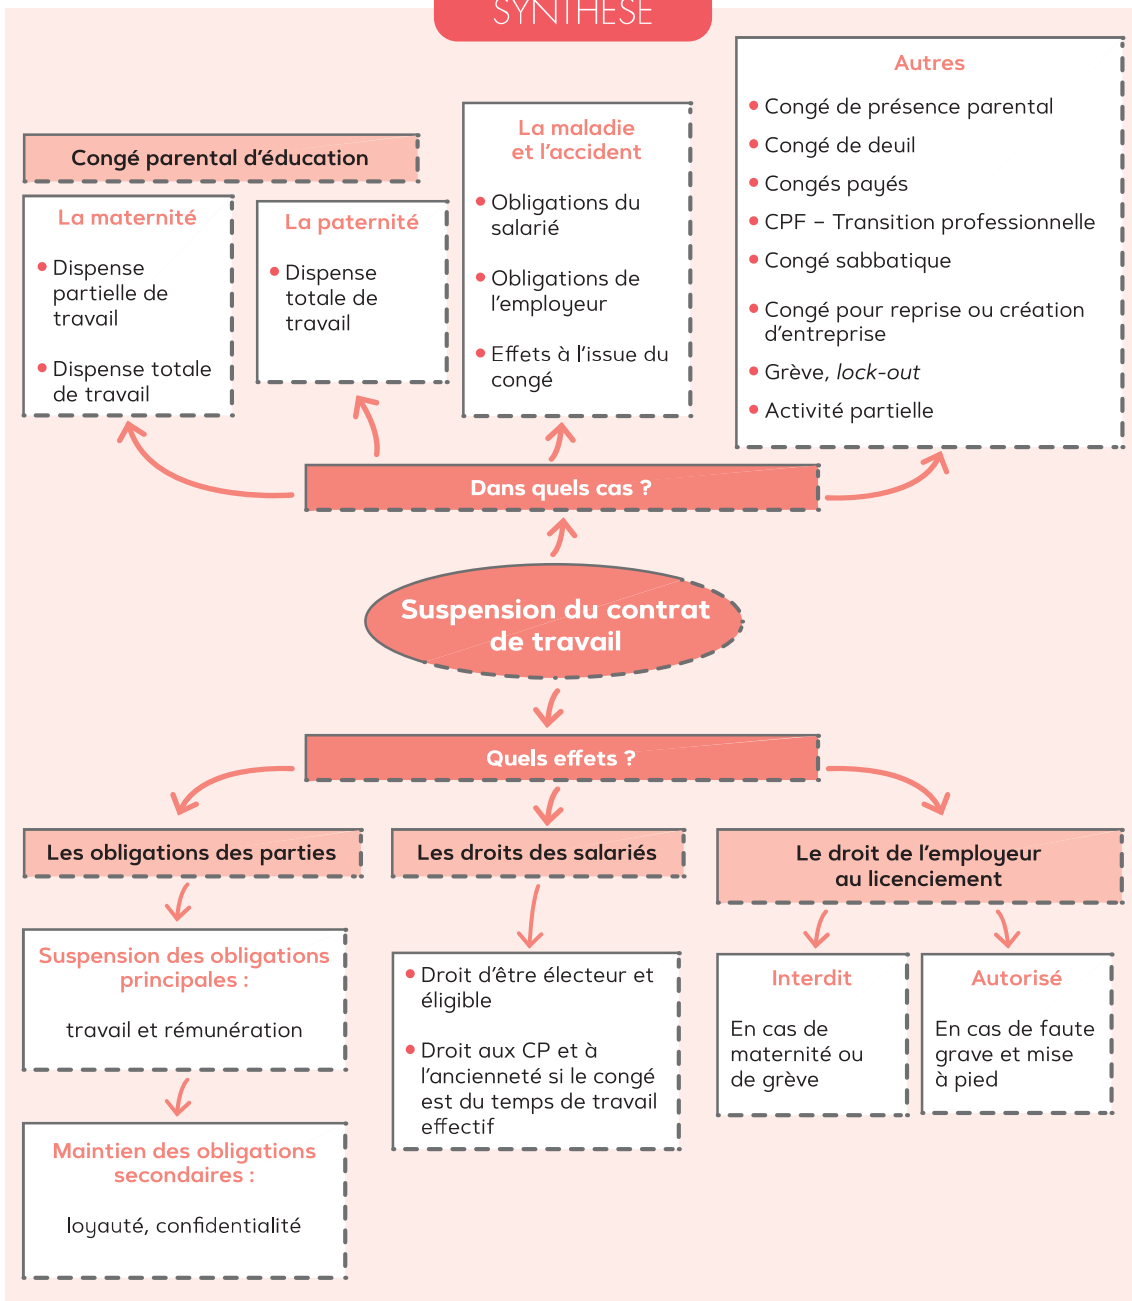 SYNTHÈSE
Congé parental d'éducation
La maternité
• Dispense
partielle de
travail
• Dispense totale
de travail
La paternité
• Dispense
totale de
travail
La maladie
et l'accident
• Obligations du
salarié
• Obligations de
l'employeur
• Effets à l'issue du
congé
Autres
• Congé de présence parental
• Congé de deuil
• Congés payés
• CPF – Transition professionnelle
• Congé sabbatique
• Congé pour reprise ou création
d'entreprise
• Grève, lock-out
• Activité partielle
Dans quels cas ?
Suspension du contrat
de travail
Quels effets ?
Les obligations des parties
Suspension des obligations
principales :
travail et rémunération
Maintien des obligations
secondaires :
loyauté, confidentialité
Les droits des salariés
• Droit d'être électeur et
éligible
• Droit aux CP et à
l'ancienneté si le congé
est du temps de travail
effectif
Le droit de l'employeur
au licenciement
Interdit
En cas de
maternité ou
de grève
Autorisé
En cas de faute
grave et mise
à pied